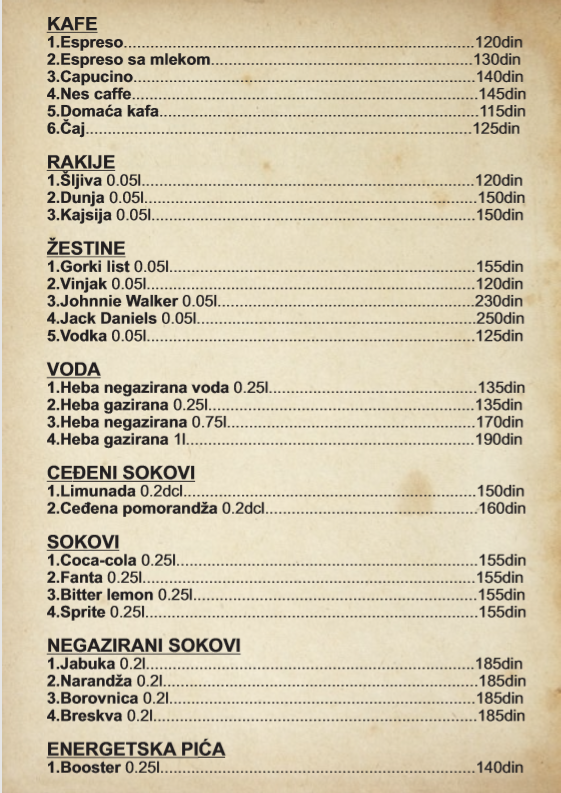 KAFE
1.Espreso..........120din
2.Espreso sa mlekom..........130din
3.Capucino..........140din
4.Nes caffe..........145din
5.Domaća kafa..........115din
6.Čaj..........125din
RAKIJE
1.Šljiva 0.05l..........120din
2.Dunja 0.05l..........150din
3.Kajsija 0.05l..........150din
ŽESTINE
1.Gorki list 0.05l..........155din
2.Vinjak 0.05l..........120din
3.Johnnie Walker 0.05l..........230din
4.Jack Daniels 0.05l..........250din
5.Vodka 0.05l..........125din
VODA
1.Heba negazirana voda 0.25l..........135din
2.Heba gazirana 0.25l..........135din
3.Heba negazirana 0.75l..........170din
4.Heba gazirana 1l..........190din
CEĐENI SOKOVI
1.Limunada 0.2dcl..........150din
2.Ceđena pomorandža 0.2dcl..........160din
SOKOVI
1.Coca-cola 0.25l..........155din
2.Fanta 0.25l..........155din
3.Bitter lemon 0.25l..........155din
4.Sprite 0.25l..........155din
NEGAZIRANI SOKOVI
1.Jabuka 0.2l..........185din
2.Narandža 0.2l..........185din
3.Borovnica 0.2l..........185din
4.Breskva 0.2l..........185din
ENERGETSKA PIĆA
1.Booster 0.25l..........140din